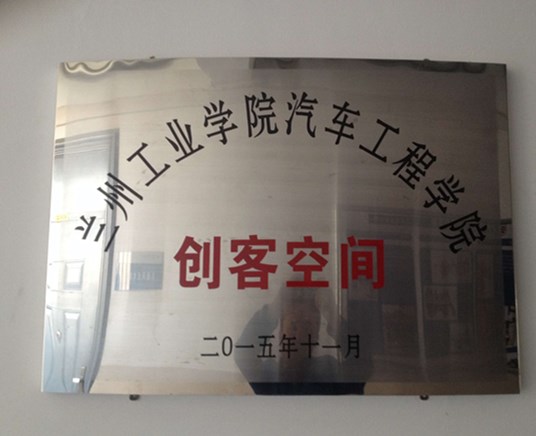 兰州工业学院汽车工程学院
创客空间
二〇一五年十一月